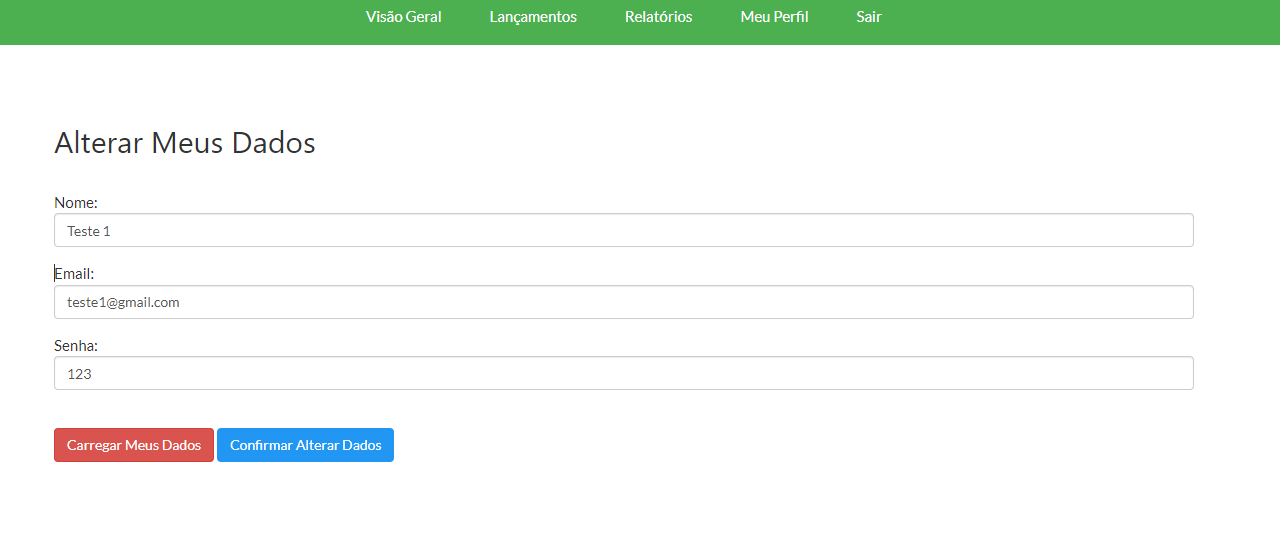 Visão Geral Lançamentos Relatórios Meu Perfil Sair
Alterar Meus Dados
Nome:
Teste 1
Email:
teste1@gmail.com
Senha:
123
Carregar Meus Dados Confirmar Alterar Dados